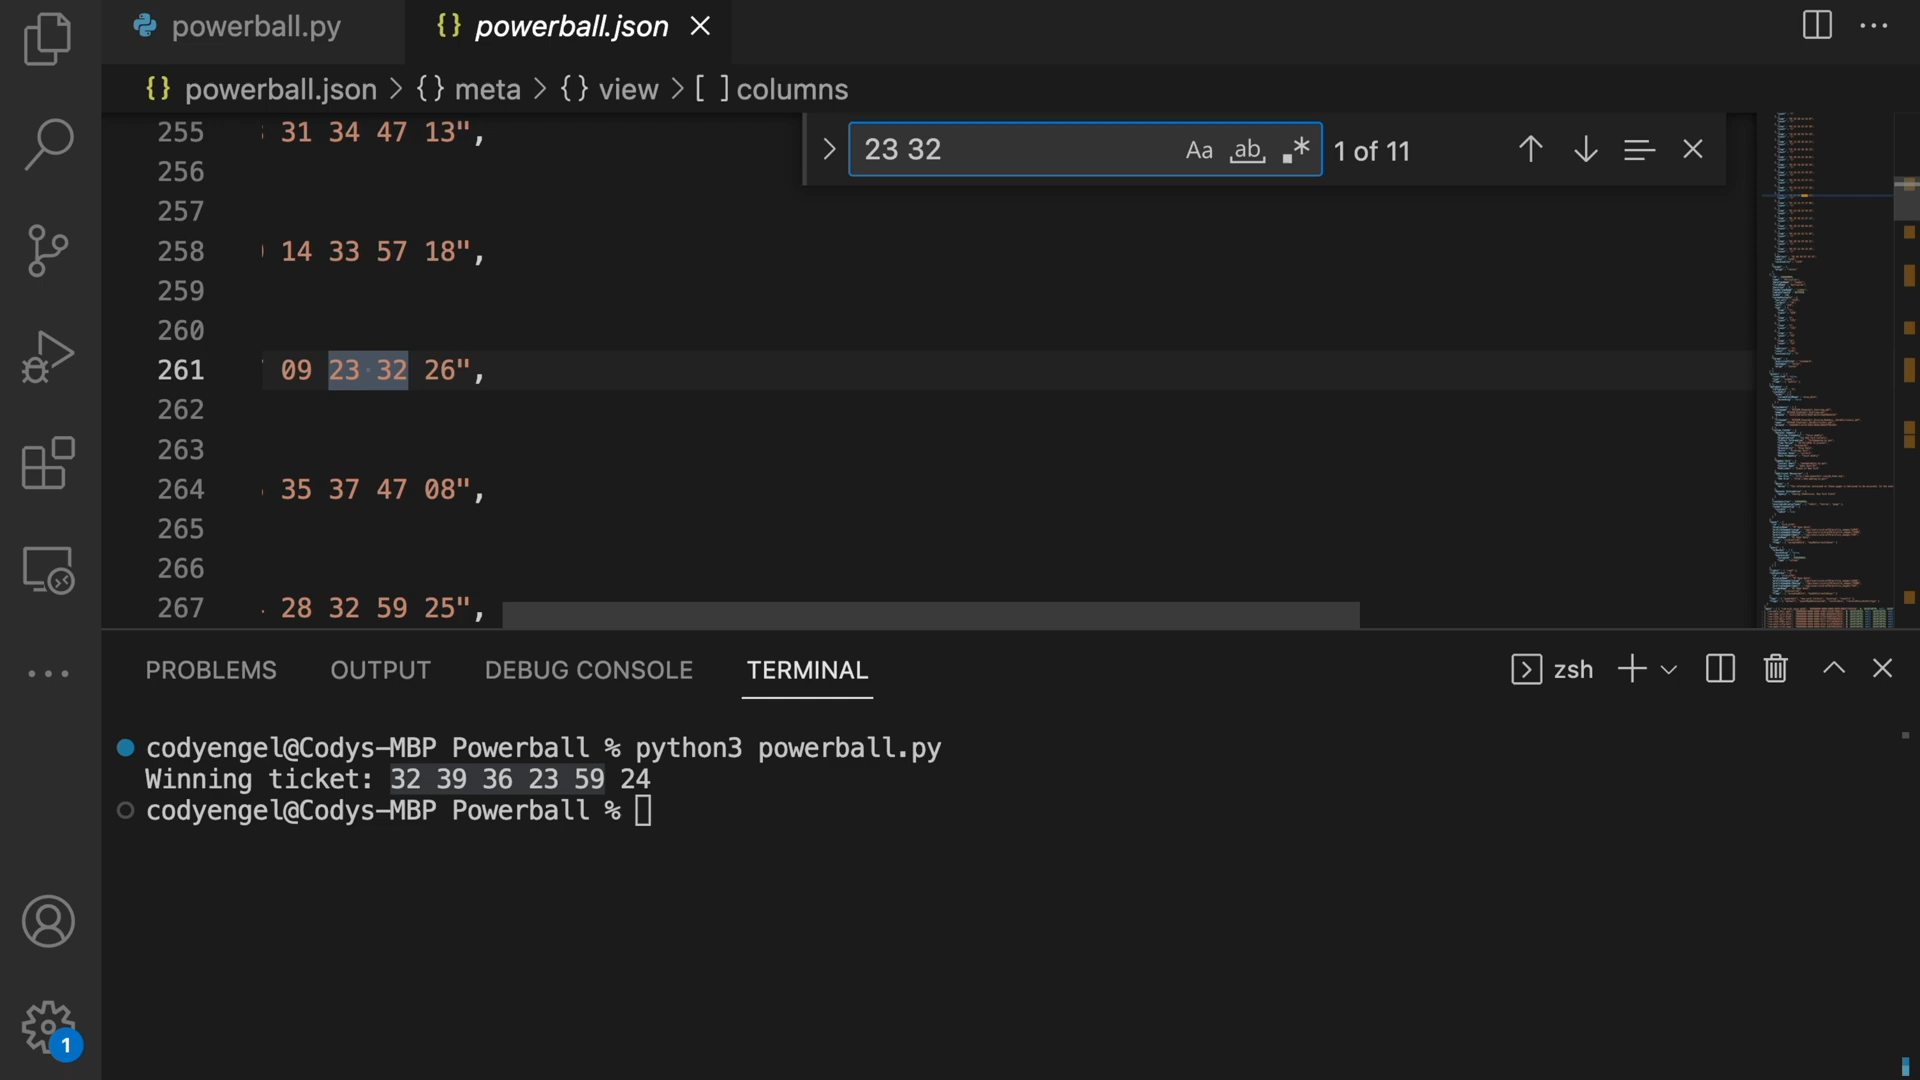 powerball.py
{} powerball.json
{} powerball.json > {} meta > {} view > [ ] columns
23 32
Aa ab .*
1 of 11
255 31 34 47 13",
256
257
258 14 33 57 18",
259
260
261 09 23·32 26",
262
263
264 35 37 47 08",
265
266
267 28 32 59 25",
PROBLEMS OUTPUT DEBUG CONSOLE TERMINAL
zsh
codyengel@Codys-MBP Powerball % python3 powerball.py
Winning ticket: 32 39 36 23 59 24
codyengel@Codys-MBP Powerball %
1